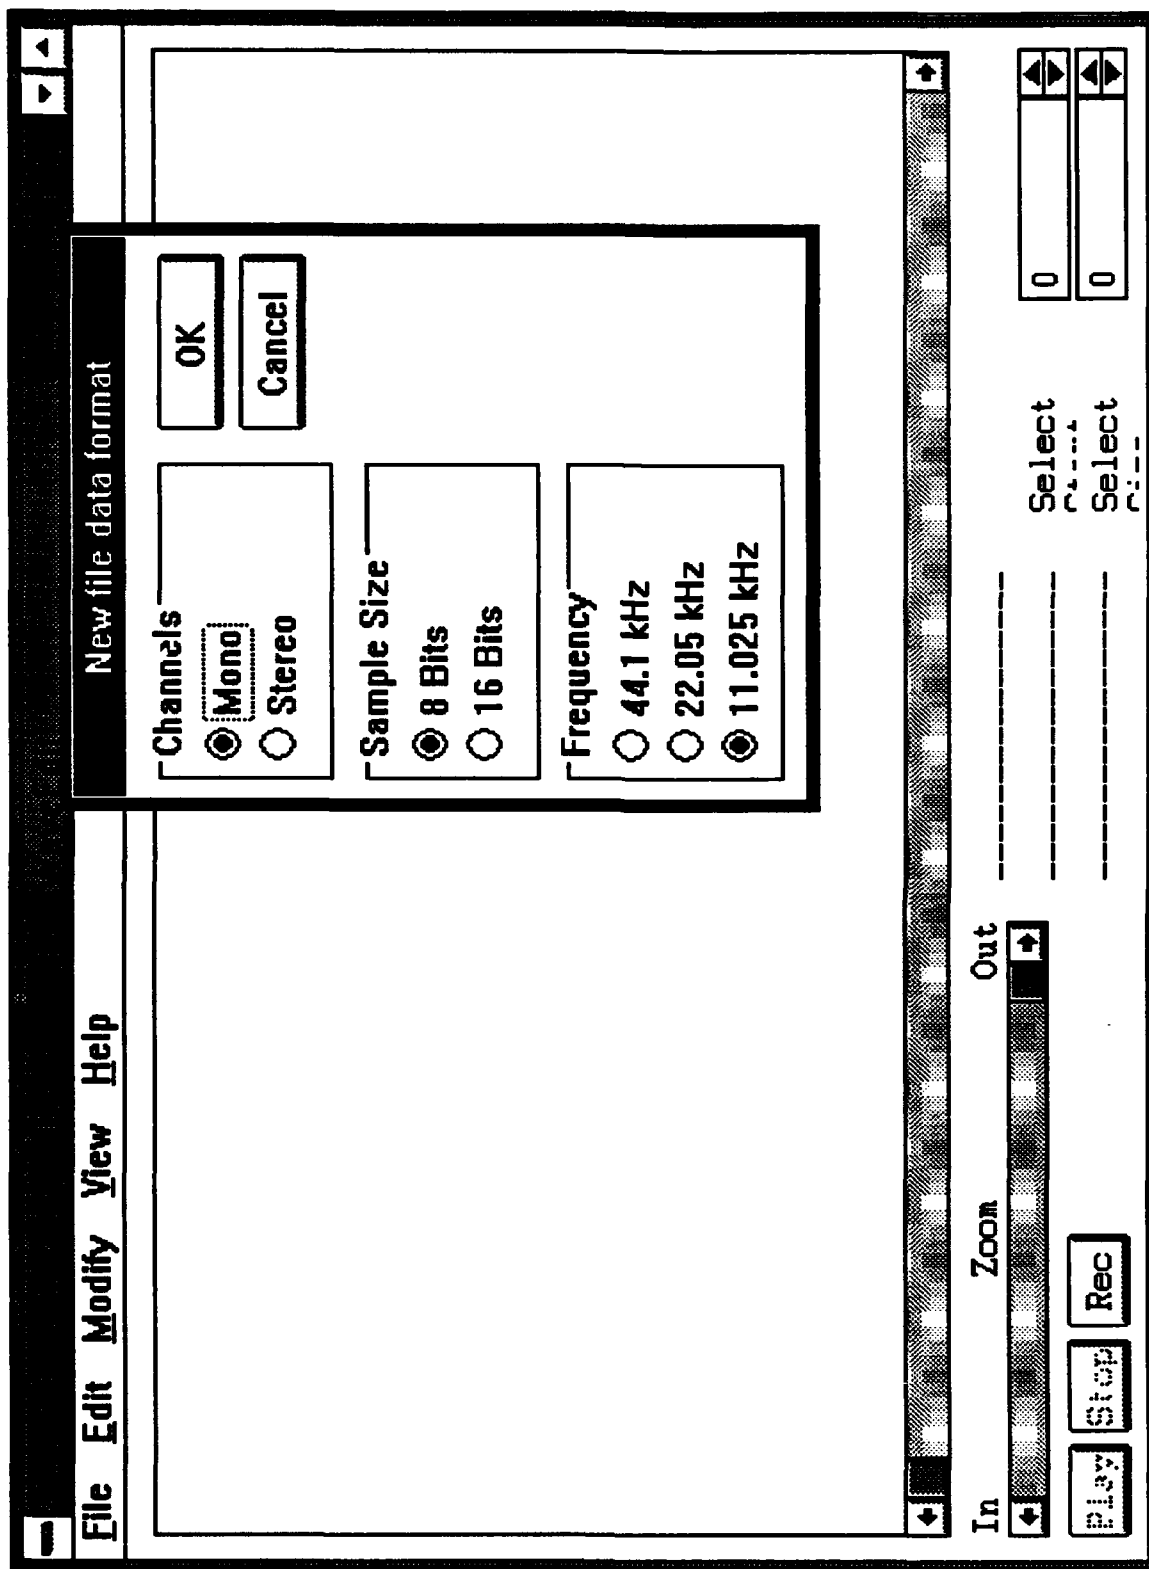 File Edit Modify View Help
New file data format
Channels
Mono
Stereo
OK
Cancel
Sample Size
8 Bits
16 Bits
Frequency
44.1 kHz
22.05 kHz
11.025 kHz
In Zoom Out
Play Stop Rec
Select
0
Select
0